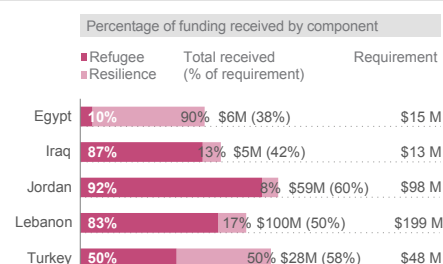 Percentage of funding received by component
Refugee Total received Requirement
Resilience (% of requirement)
Egypt 10% 90% $6M (38%) $15 M
Iraq 87% 13% $5M (42%) $13 M
Jordan 92% 8% $59M (60%) $98 M
Lebanon 83% 17% $100M (50%) $199 M
Turkey 50% 50% $28M (58%) $48 M